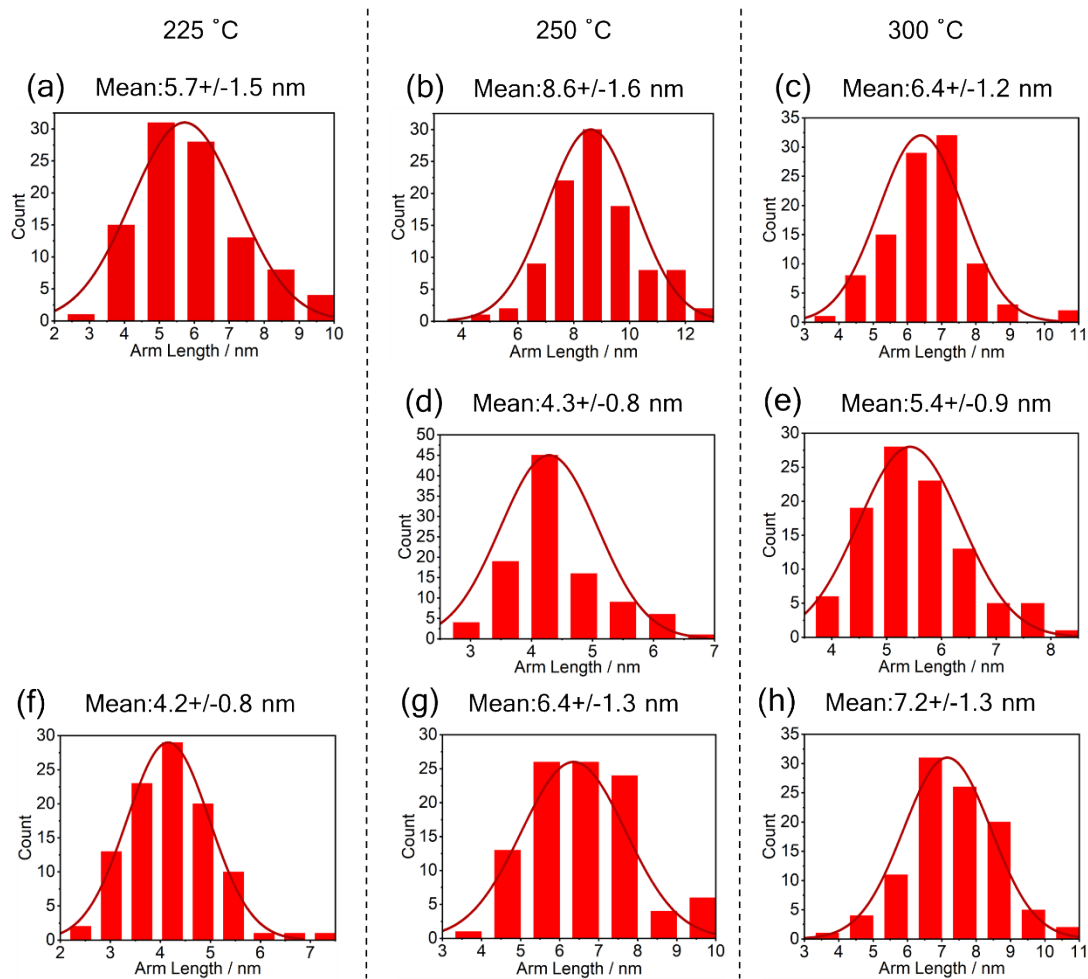 225 ˚C
250 ˚C
300 ˚C
(a) Mean:5.7+/-1.5 nm
30
25
20
15
10
5
0
Count
2 3 4 5 6 7 8 9 10
Arm Length / nm
(b) Mean:8.6+/-1.6 nm
30
25
20
15
10
5
0
Count
4 6 8 10 12
Arm Length / nm
(c) Mean:6.4+/-1.2 nm
35
30
25
20
15
10
5
0
Count
3 4 5 6 7 8 9 10 11
Arm Length / nm
(d) Mean:4.3+/-0.8 nm
50
45
40
35
30
25
20
15
10
5
0
Count
3 4 5 6 7
Arm Length / nm
(e) Mean:5.4+/-0.9 nm
30
25
20
15
10
5
0
Count
4 5 6 7 8
Arm Length / nm
(f) Mean:4.2+/-0.8 nm
30
20
10
0
Count
2 3 4 5 6 7
Arm Length / nm
(g) Mean:6.4+/-1.3 nm
30
25
20
15
10
5
0
Count
3 4 5 6 7 8 9 10
Arm Length / nm
(h) Mean:7.2+/-1.3 nm
35
30
25
20
15
10
5
0
Count
3 4 5 6 7 8 9 10 11
Arm Length / nm